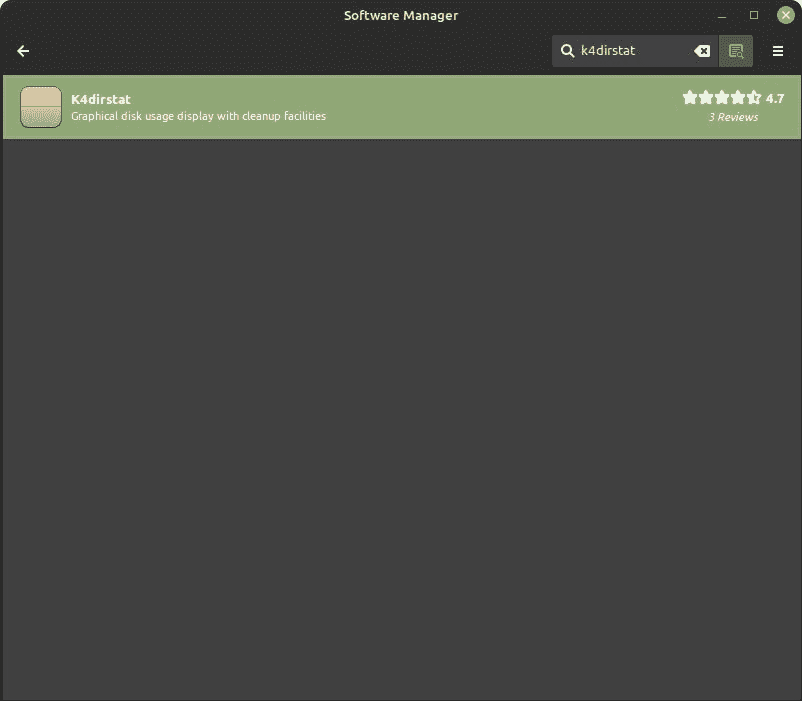 Software Manager
k4dirstat
K4dirstat
Graphical disk usage display with cleanup facilities
4.7
3 Reviews